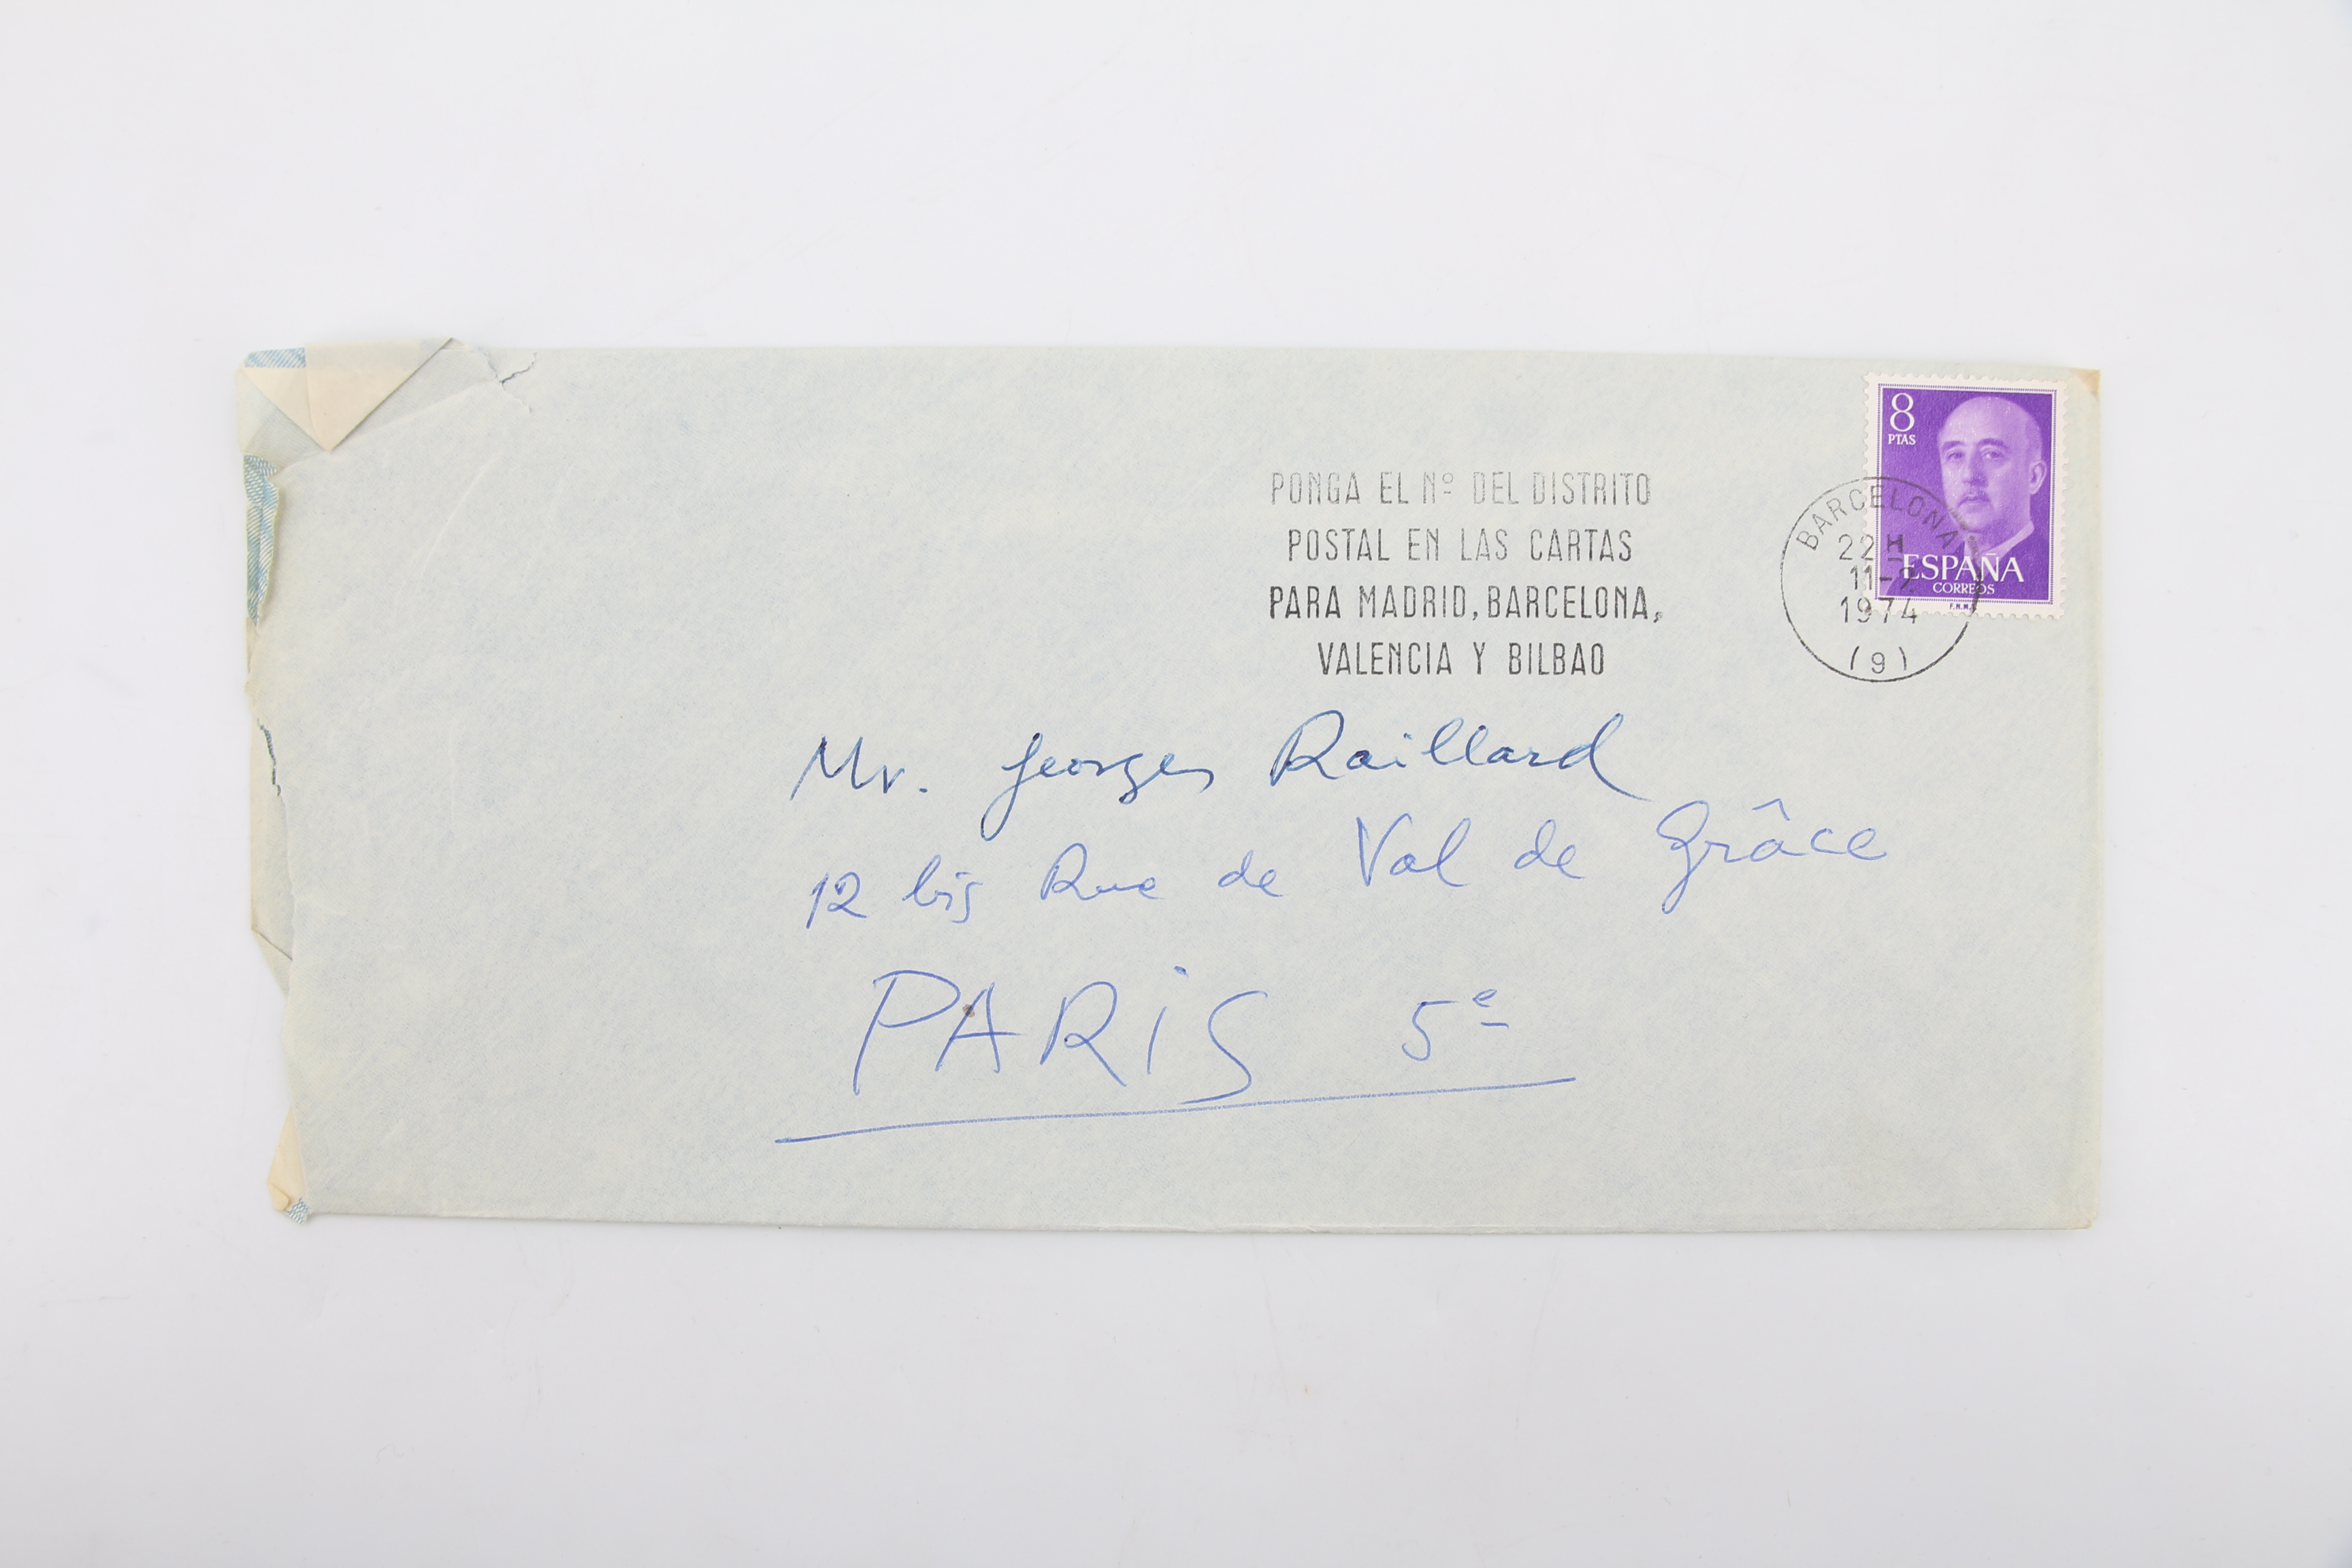 8
PTAS
ESPAÑA
CORREOS
BARCELONA
22 H
1974
(9)
PONGA EL Nº DEL DISTRITO
POSTAL EN LAS CARTAS
PARA MADRID, BARCELONA,
VALENCIA Y BILBAO
Mr. Georges Raillard
12 bis Rue de Val de Grâce
PARiS 5e